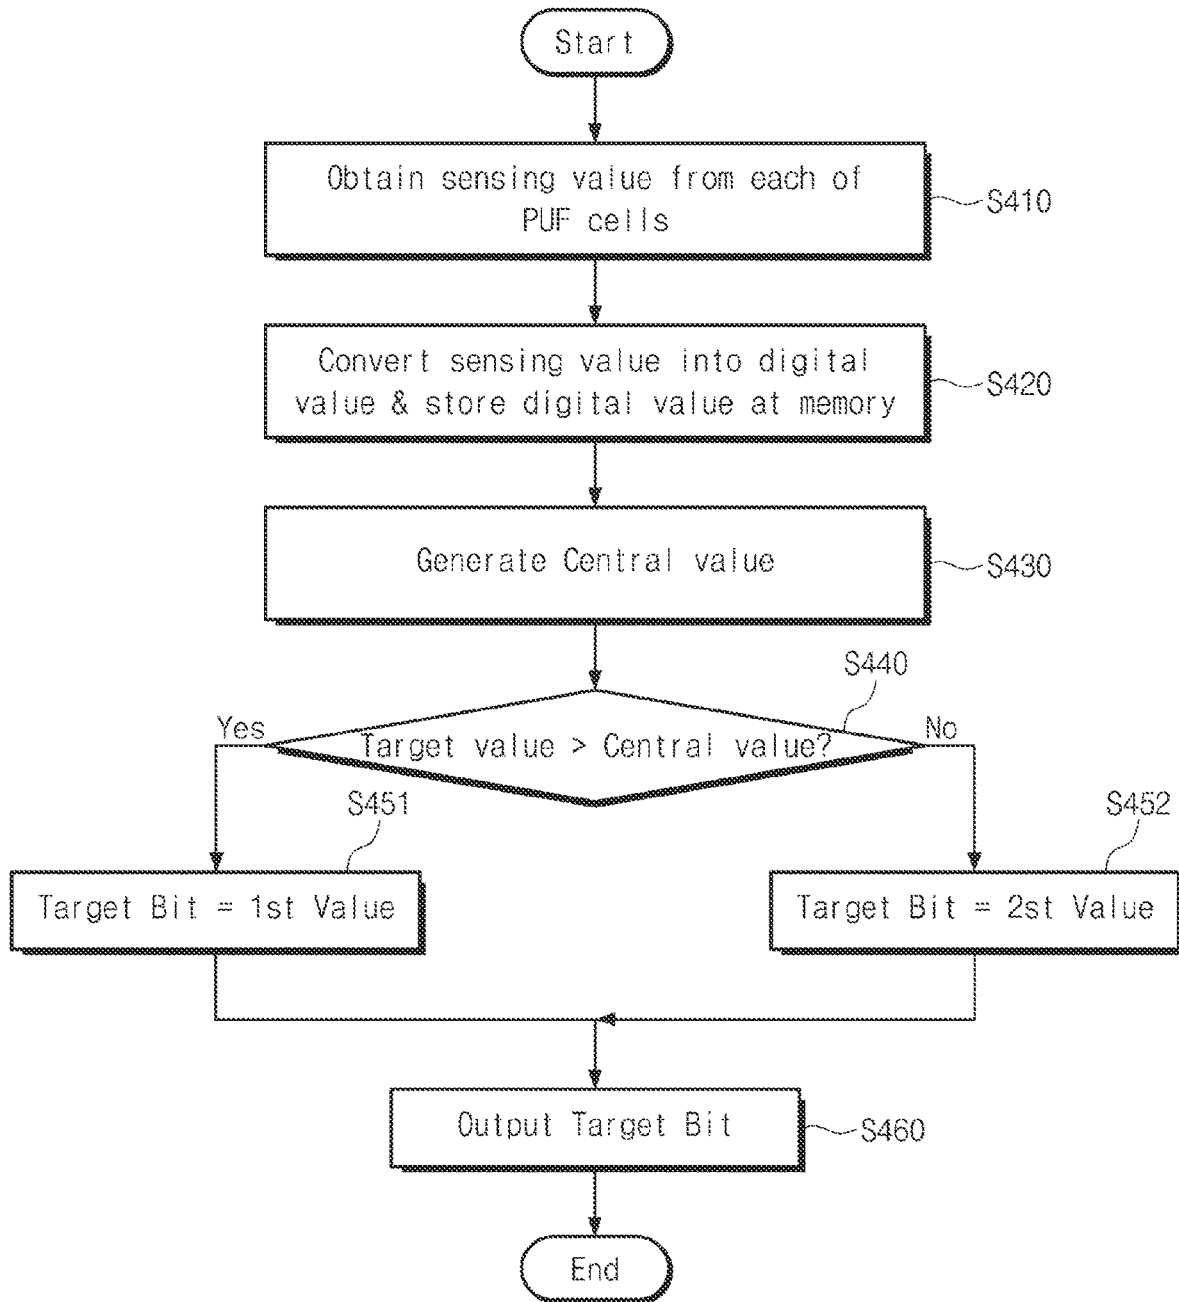 Start
Obtain sensing value from each of
PUF cells
S410
Convert sensing value into digital
value & store digital value at memory
S420
Generate Central value
S430
S440
Yes
Target value > Central value?
No
S451
S452
Target Bit = 1st Value
Target Bit = 2st Value
Output Target Bit
S460
End